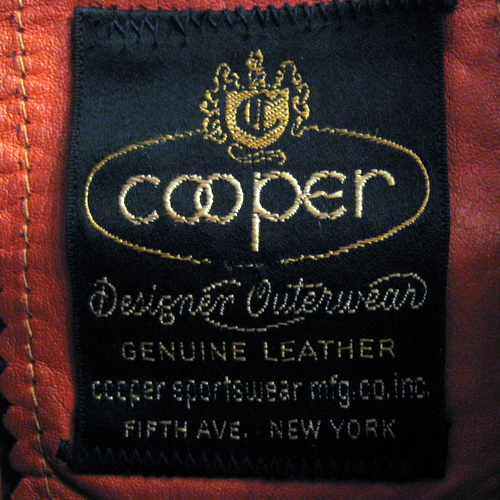 C
cooper
Designer Outerwear
GENUINE LEATHER
cooper sportswear mfg.co.inc.
FIFTH AVE. NEW YORK